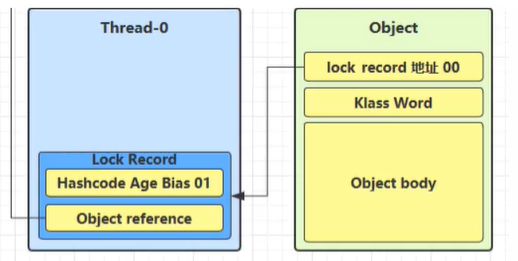 Thread-0
Lock Record
Hashcode Age Bias 01
Object reference
Object
lock record 地址 00
Klass Word
Object body